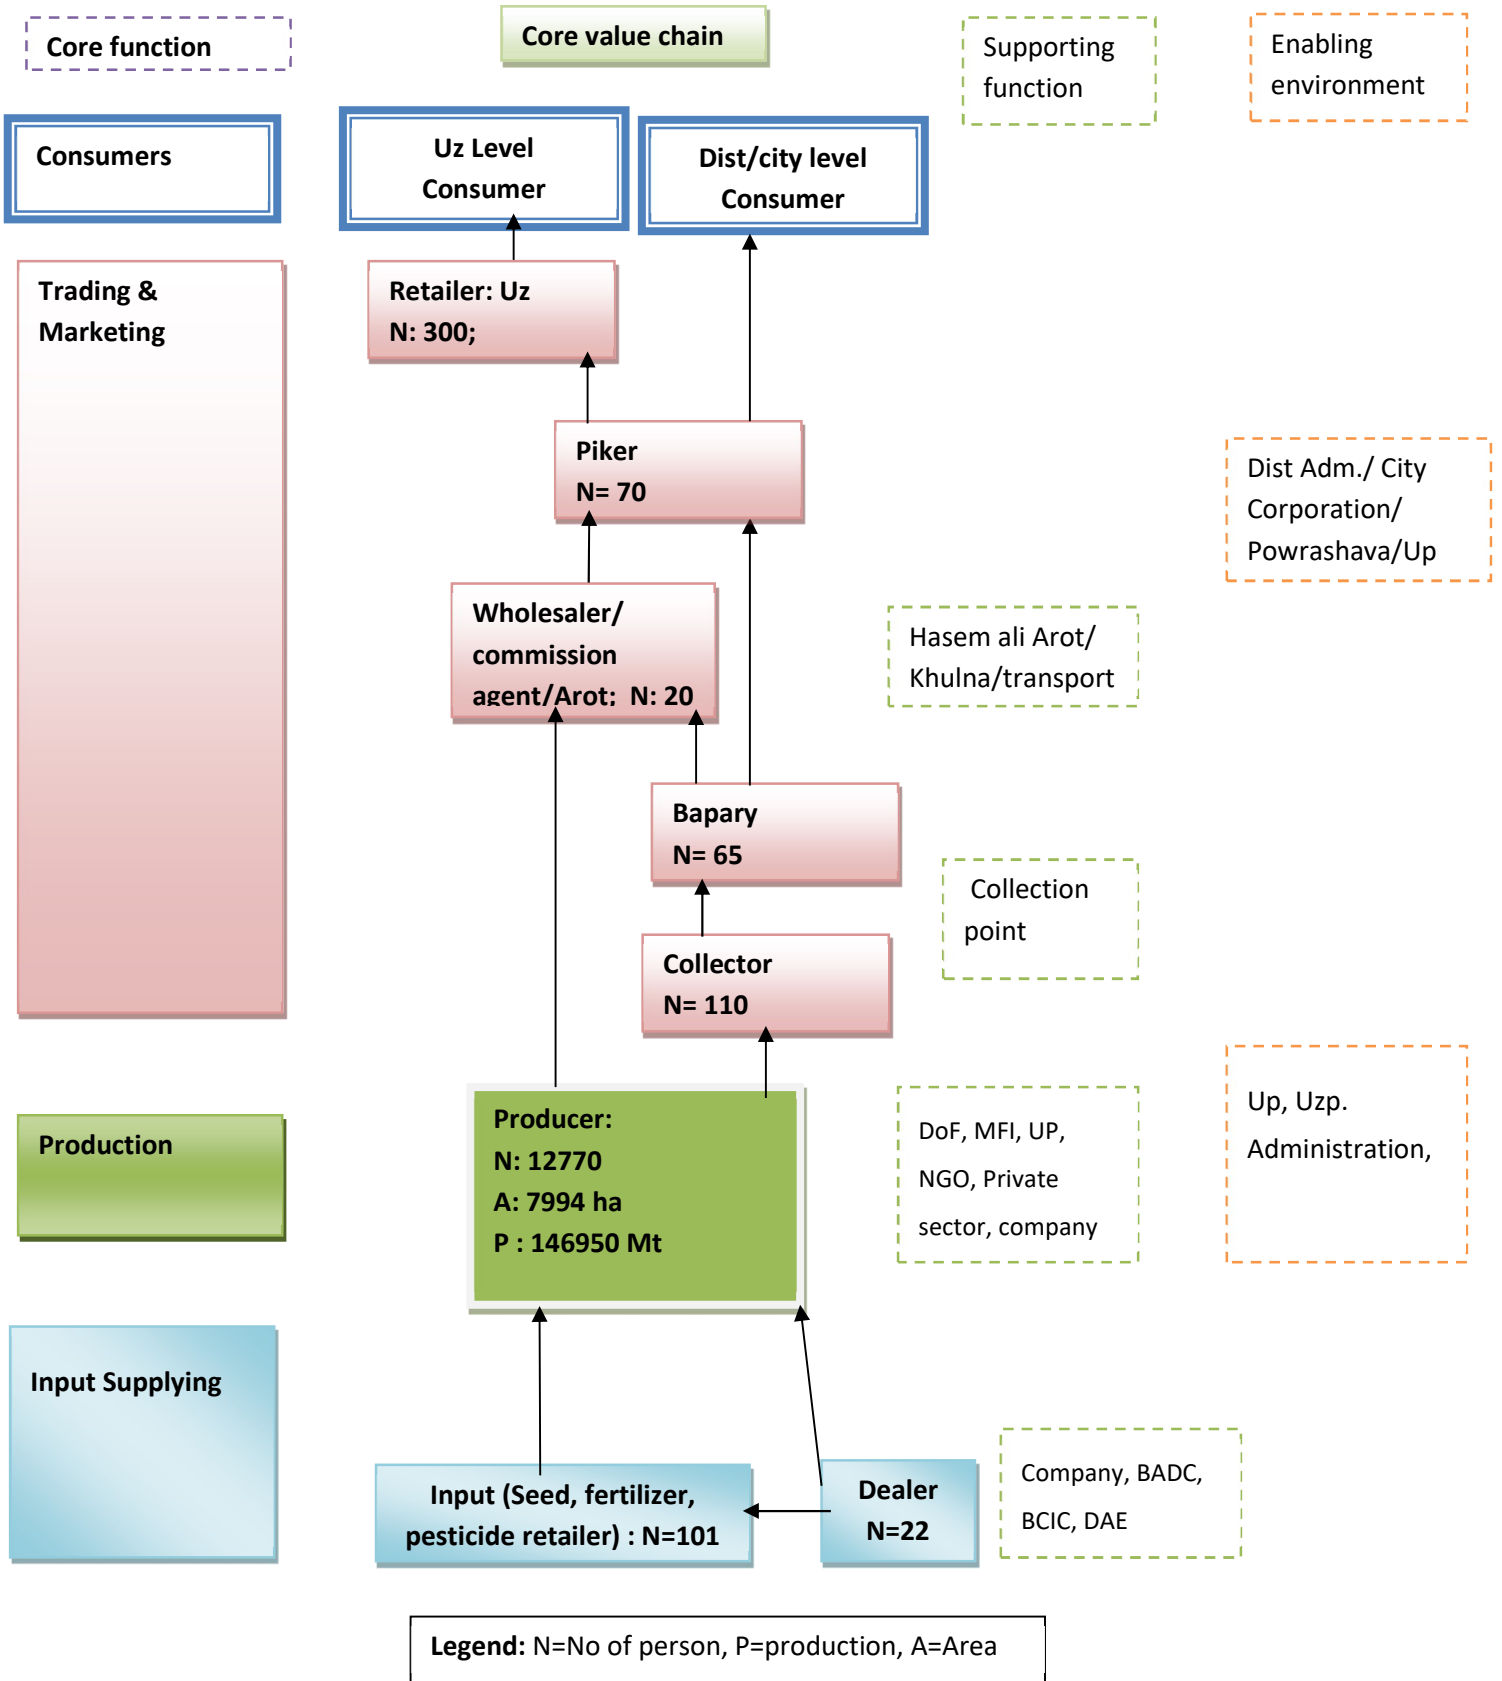 Core function
Core value chain
Supporting
function
Enabling
environment
Consumers
Uz Level
Consumer
Dist/city level
Consumer
Trading &
Marketing
Retailer: Uz
N: 300;
Piker
N= 70
Dist Adm./ City
Corporation/
Powrashava/Up
Wholesaler/
commission
agent/Arot;  N: 20
Hasem ali Arot/
Khulna/transport
Bapary
N= 65
Collection
point
Collector
N= 110
Production
Producer:
N: 12770
A: 7994 ha
P : 146950 Mt
DoF, MFI, UP,
NGO, Private
sector, company
Up, Uzp.
Administration,
Input Supplying
Input (Seed, fertilizer,
pesticide retailer) : N=101
Dealer
N=22
Company, BADC,
BCIC, DAE
Legend: N=No of person, P=production, A=Area